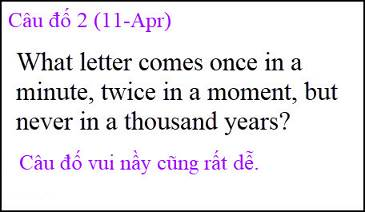 Câu đố 2 (11-Apr)
What letter comes once in a
minute, twice in a moment, but
never in a thousand years?
Câu đố vui nầy cũng rất dễ.